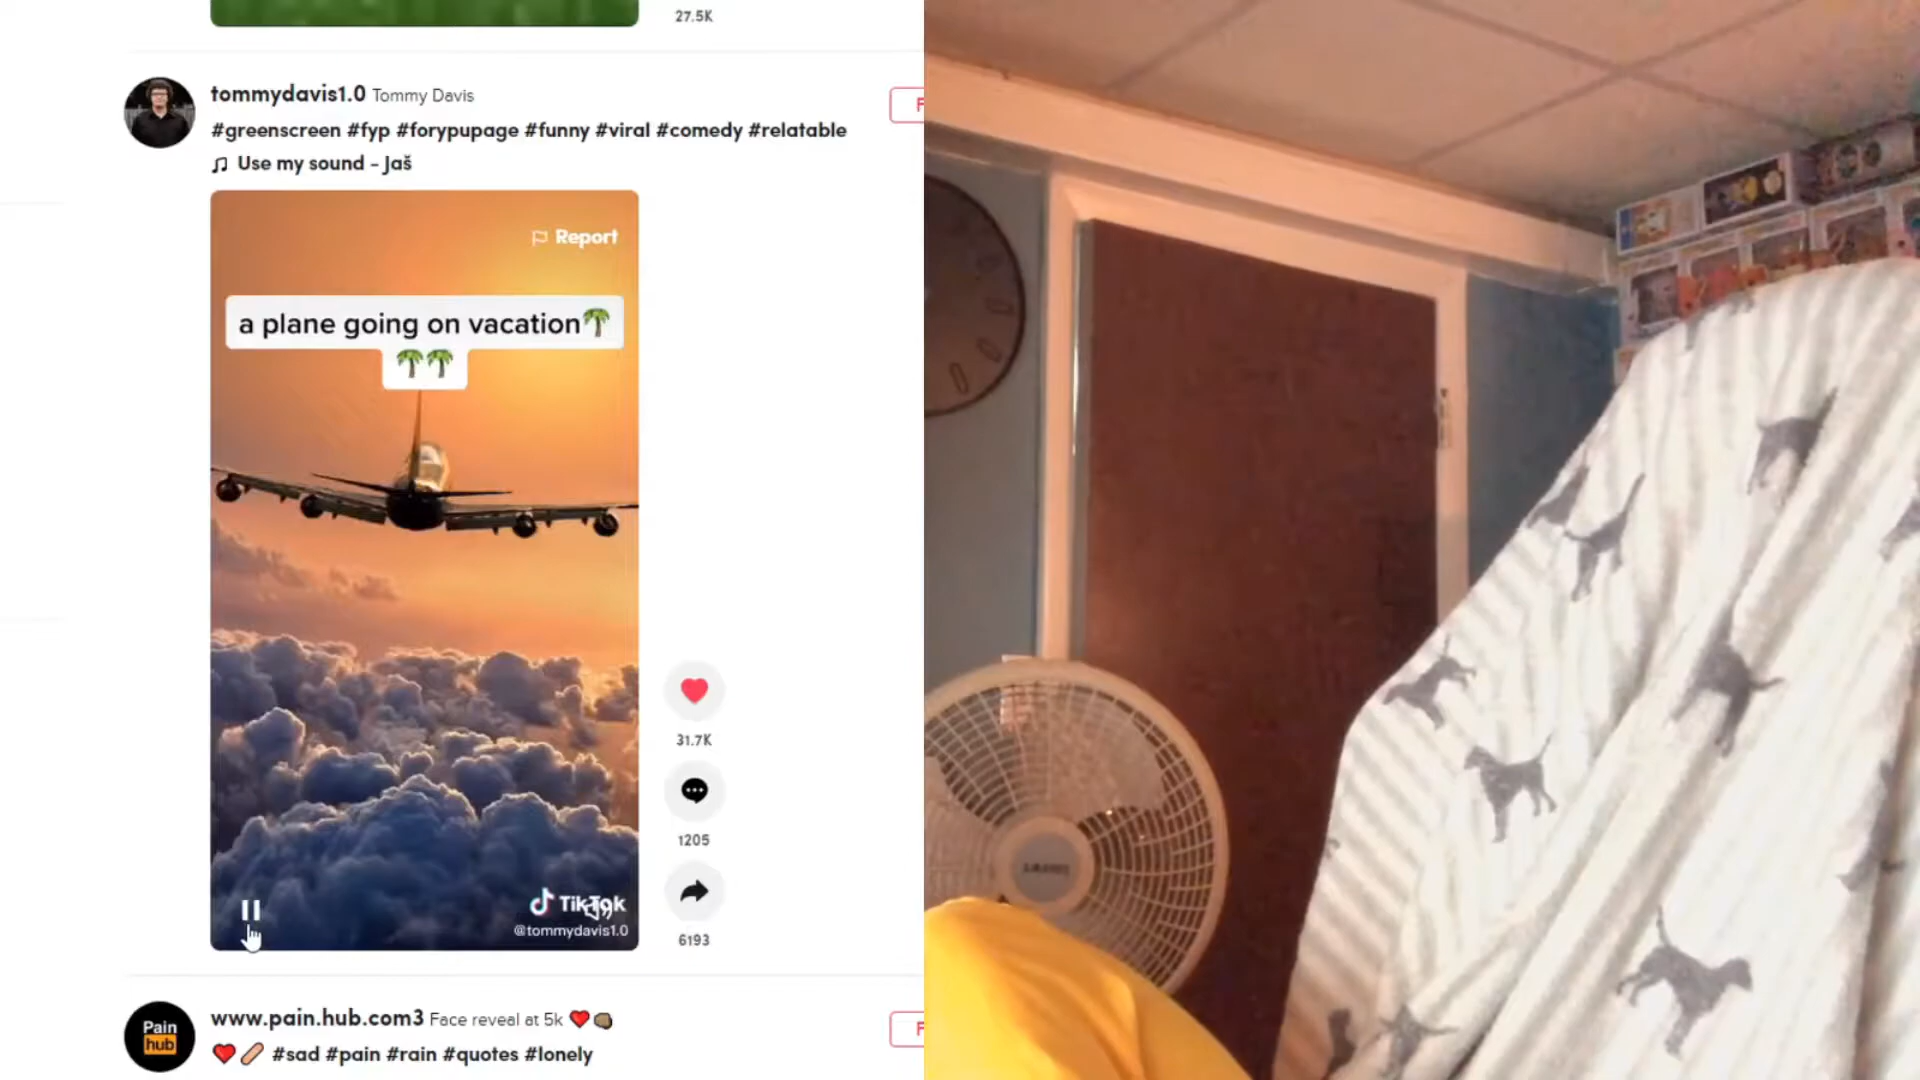 27.5K
tommydavis1.0 Tommy Davis
#greenscreen #fyp #forypupage #funny #viral #comedy #relatable
Use my sound - Jaš
Report
a plane going on vacation🌴
🌴🌴
31.7K
1205
TikTok
@tommydavis1.0
6193
Pain
hub
www.pain.hub.com3 Face reveal at 5k ❤️
❤️🩹 #sad #pain #rain #quotes #lonely